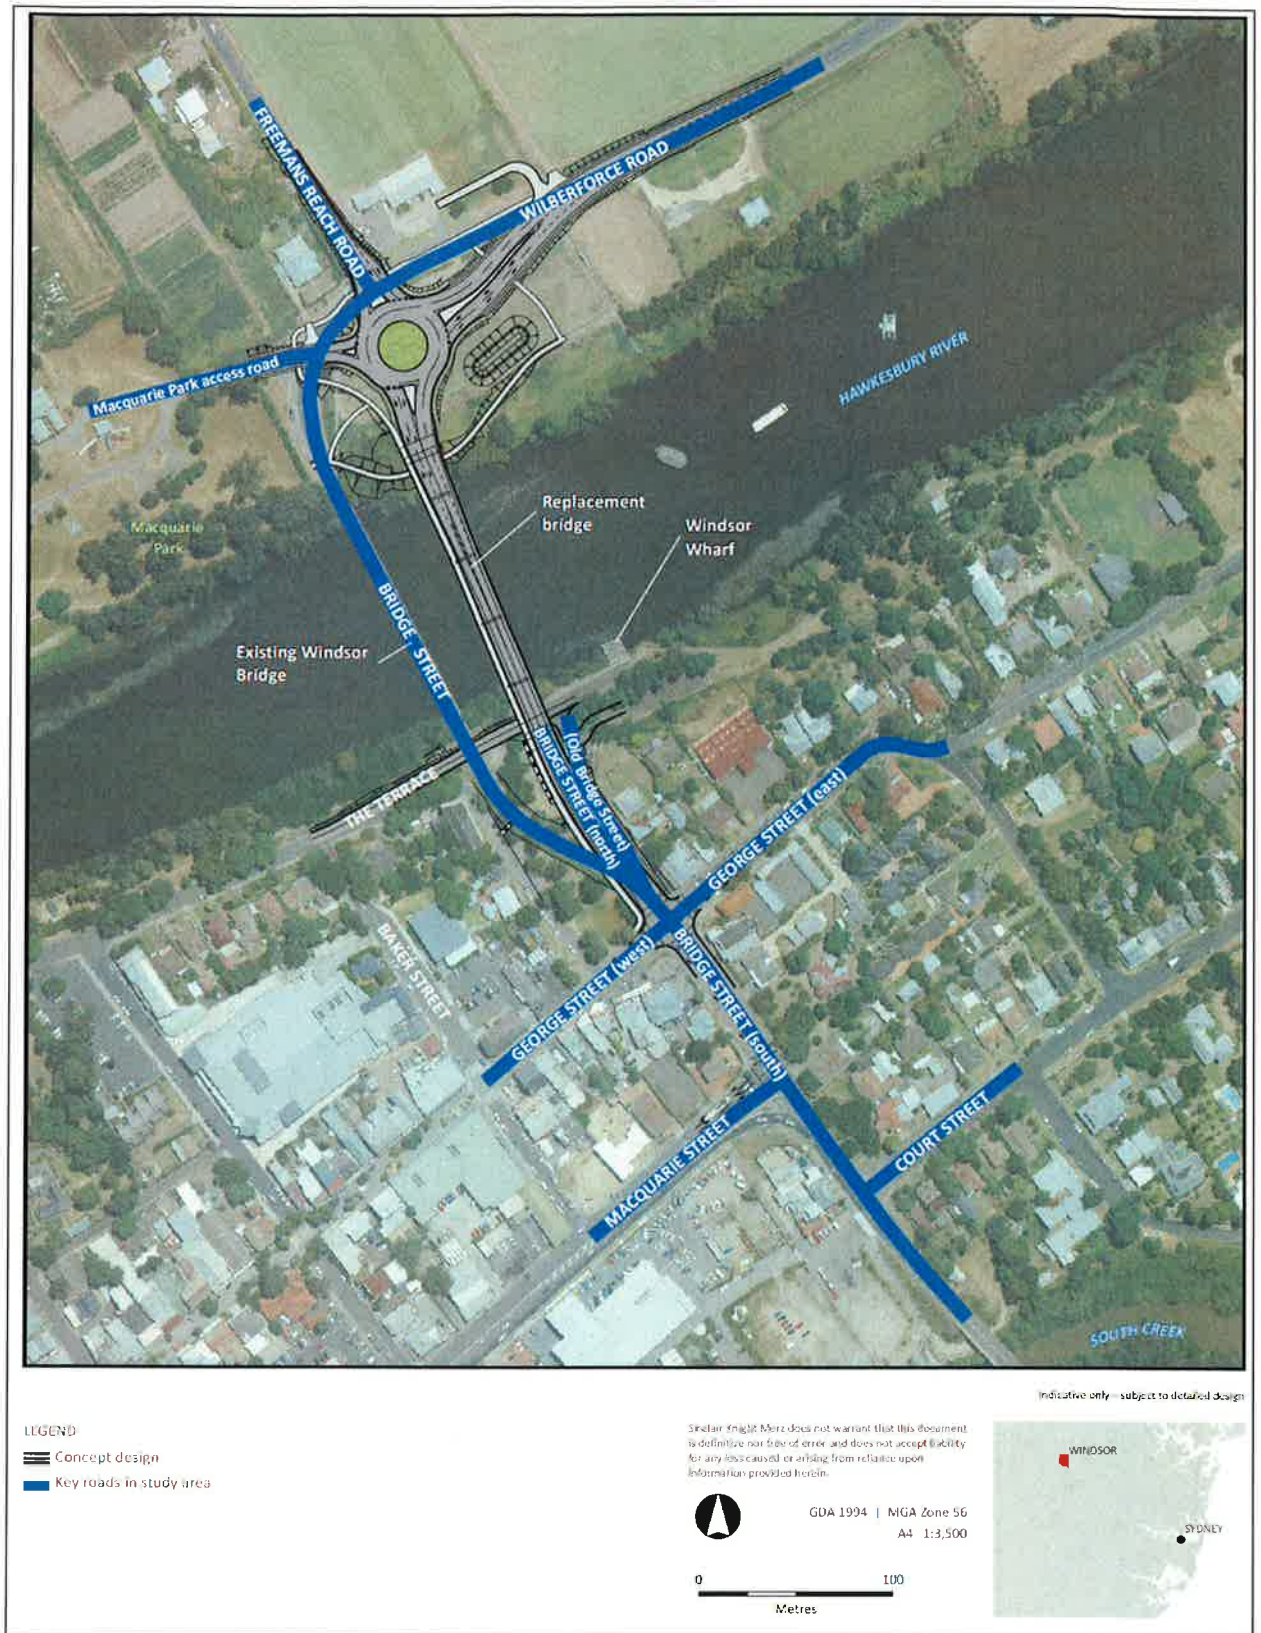 FREEMANS REACH ROAD
WILBERFORCE ROAD
Macquarie Park access road
HAWKESBURY RIVER
Replacement
bridge
Windsor
Wharf
Macquarie
Park
BRIDGE STREET
Existing Windsor
Bridge
(Old Bridge Street)
BRIDGE STREET (north)
THE TERRACE
GEORGE STREET (east)
BAKER STREET
GEORGE STREET (west)
BRIDGE STREET (south)
MACQUARIE STREET
COURT STREET
SOUTH CREEK
Indicative only - subject to detailed design
LEGEND
Concept design
Key roads in study area
Sinclair Knight Merz does not warrant that this document
is definitive nor free of error and does not accept liability
for any loss caused or arising from reliance upon
information provided herein.
GDA 1994 | MGA Zone 56
A4 1:3,500
0 100
Metres
WINDSOR
SYDNEY